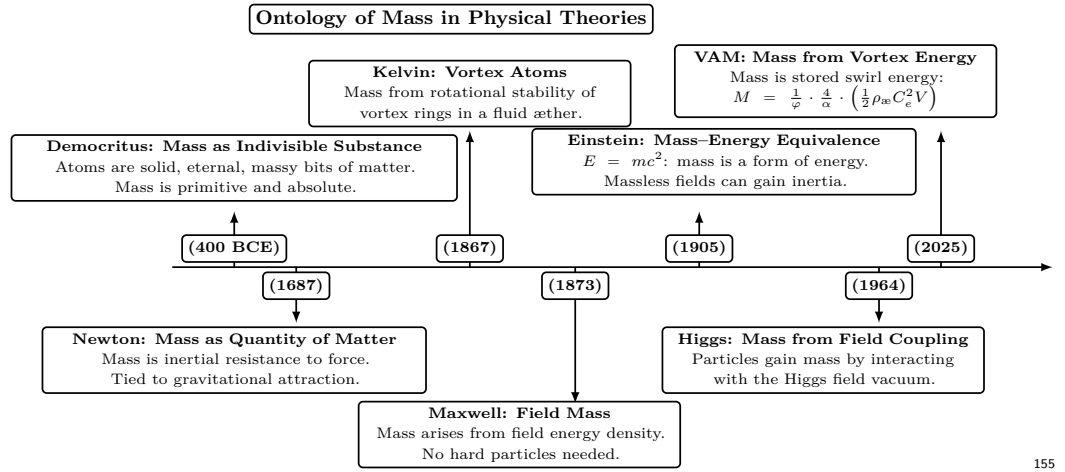 Ontology of Mass in Physical Theories
VAM: Mass from Vortex Energy
Mass is stored swirl energy:
M = 1/φ · 4/α · (1/2 ρ_æ C_e^2 V)
Kelvin: Vortex Atoms
Mass from rotational stability of
vortex rings in a fluid æther.
Democritus: Mass as Indivisible Substance
Atoms are solid, eternal, massy bits of matter.
Mass is primitive and absolute.
Einstein: Mass–Energy Equivalence
E = mc²: mass is a form of energy.
Massless fields can gain inertia.
(400 BCE)
(1867)
(1905)
(2025)
(1687)
(1873)
(1964)
Newton: Mass as Quantity of Matter
Mass is inertial resistance to force.
Tied to gravitational attraction.
Higgs: Mass from Field Coupling
Particles gain mass by interacting
with the Higgs field vacuum.
Maxwell: Field Mass
Mass arises from field energy density.
No hard particles needed.
155